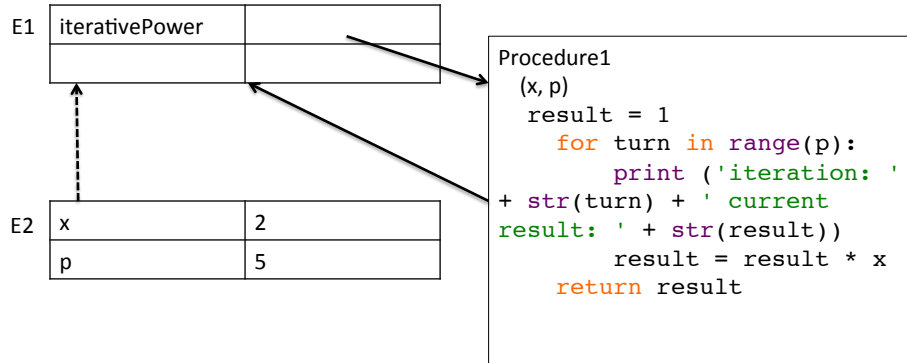 E1 iterativePower
Procedure1
(x, p)
result = 1
for turn in range(p):
print ('iteration: '
+ str(turn) + ' current
result: ' + str(result))
result = result * x
return result
E2 x 2
p 5